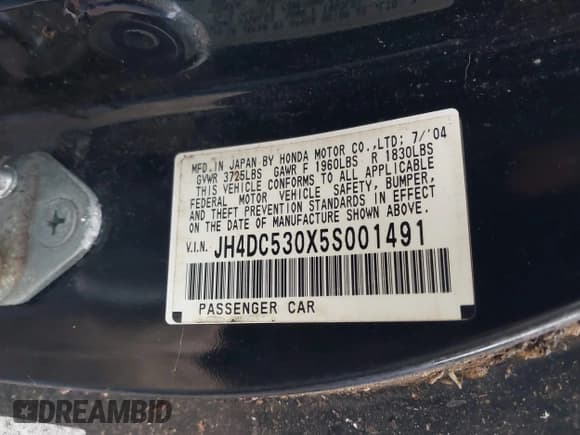 MFD.IN JAPAN BY HONDA MOTOR CO.,LTD; 7/'04
GVWR 3725LBS GAWR F 1960LBS R 1830LBS
THIS VEHICLE CONFORMS TO ALL APPLICABLE
FEDERAL MOTOR VEHICLE SAFETY, BUMPER,
AND THEFT PREVENTION STANDARDS IN EFFECT
ON THE DATE OF MANUFACTURE SHOWN ABOVE.
V.I.N. JH4DC530X5S001491
PASSENGER CAR
DREAMBID